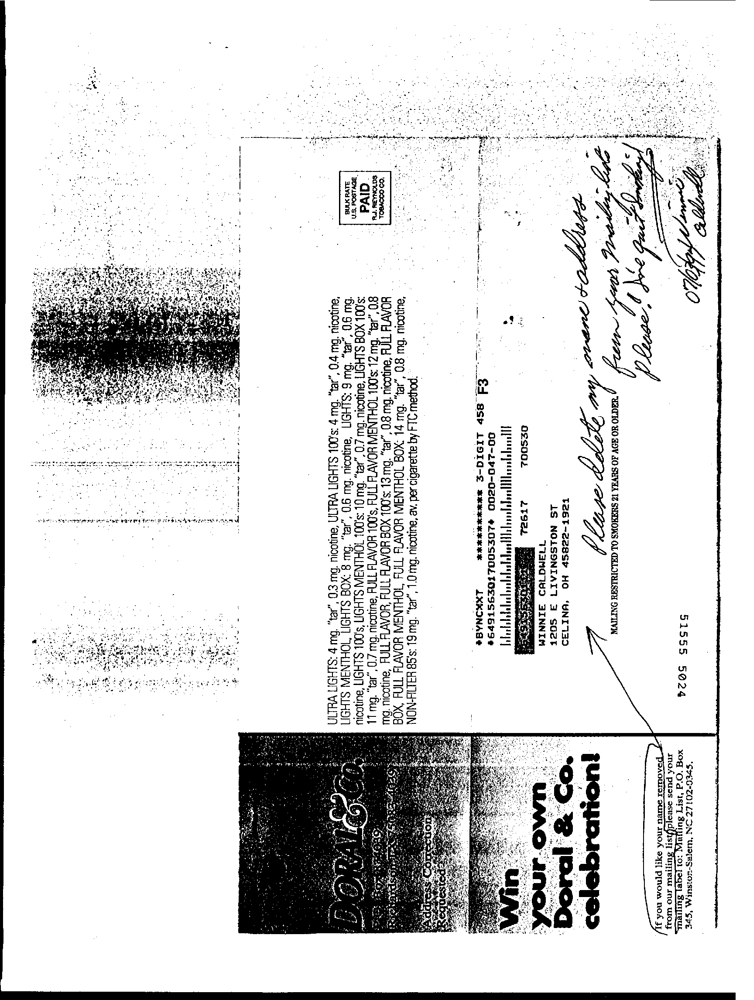 DORAL & Co.
Address Correction
Requested
BULK RATE
U.S. POSTAGE
PAID
R.J. REYNOLDS
TOBACCO CO.
ULTRA LIGHTS: 4 mg. "tar", 0.3 mg. nicotine, ULTRA LIGHTS 100's: 4 mg. "tar", 0.4 mg. nicotine,
LIGHTS MENTHOL, LIGHTS BOX: 8 mg. "tar", 0.6 mg. nicotine, LIGHTS: 9 mg. "tar", 0.6 mg.
nicotine, LIGHTS 100's, LIGHTS MENTHOL 100's: 10 mg. "tar", 0.7 mg. nicotine, LIGHTS BOX 100's:
11 mg. "tar", 0.7 mg. nicotine, FULL FLAVOR 100's, FULL FLAVOR MENTHOL 100's: 12 mg. "tar", 0.8
mg. nicotine, FULL FLAVOR, FULL FLAVOR BOX 100's: 13 mg. "tar", 0.8 mg. nicotine, FULL FLAVOR
BOX, FULL FLAVOR MENTHOL, FULL FLAVOR MENTHOL BOX: 14 mg. "tar", 0.8 mg. nicotine,
NON-FILTER 85's: 19 mg. "tar", 1.0 mg. nicotine, av. per cigarette by FTC method.
Win
your own
Doral & Co.
celebration!
*BYNCXXT ********** 3-DIGIT 458 F3
*6491563017005307* 0020-047-00
72617 700530
WINNIE CALDWELL
1205 E LIVINGSTON ST
CELINA, OH 45822-1921
Please delete my name + address
from your mailing list
Please, I've quit smoking!
Winnie
Caldwell
MAILING RESTRICTED TO SMOKERS 21 YEARS OF AGE OR OLDER.
If you would like your name removed
from our mailing list, please send your
mailing label to: Mailing List, P.O. Box
345, Winston-Salem, NC 27102-0345.
51555 5024